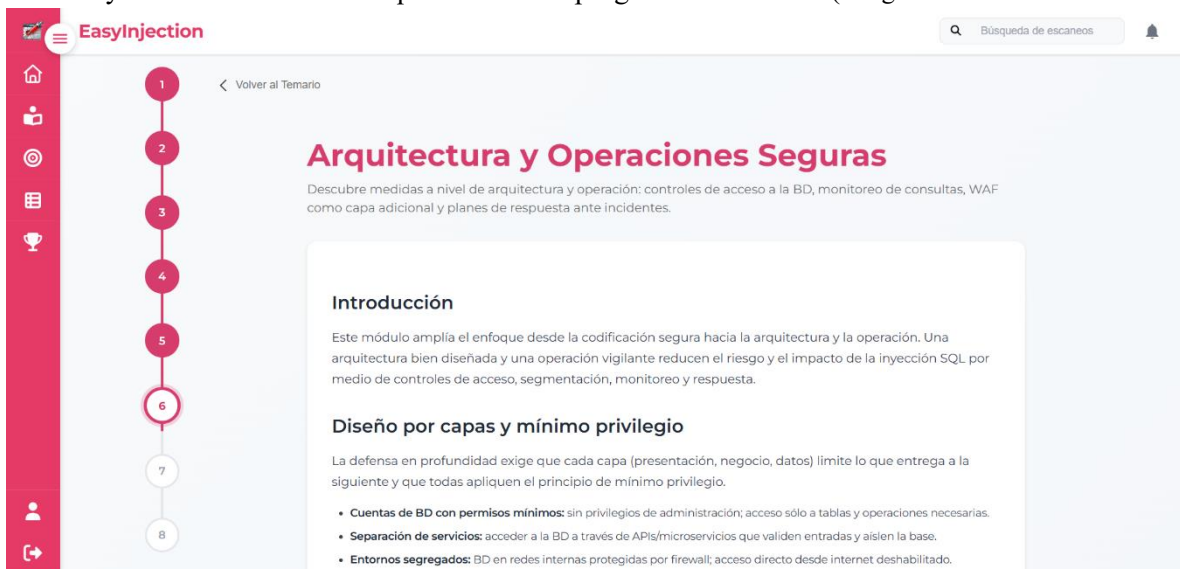 EasyInjection
Búsqueda de escaneos
1
Volver al Temario
2
Arquitectura y Operaciones Seguras
Descubre medidas a nivel de arquitectura y operación: controles de acceso a la BD, monitoreo de consultas, WAF
como capa adicional y planes de respuesta ante incidentes.
3
4
Introducción
Este módulo amplía el enfoque desde la codificación segura hacia la arquitectura y la operación. Una
5
arquitectura bien diseñada y una operación vigilante reducen el riesgo y el impacto de la inyección SQL por
medio de controles de acceso, segmentación, monitoreo y respuesta.
6
Diseño por capas y mínimo privilegio
La defensa en profundidad exige que cada capa (presentación, negocio, datos) limite lo que entrega a la
7
siguiente y que todas apliquen el principio de mínimo privilegio.
• Cuentas de BD con permisos mínimos: sin privilegios de administración; acceso sólo a tablas y operaciones necesarias.
8
• Separación de servicios: acceder a la BD a través de APIs/microservicios que validen entradas y aíslen la base.
• Entornos segregados: BD en redes internas protegidas por firewall; acceso directo desde internet deshabilitado.